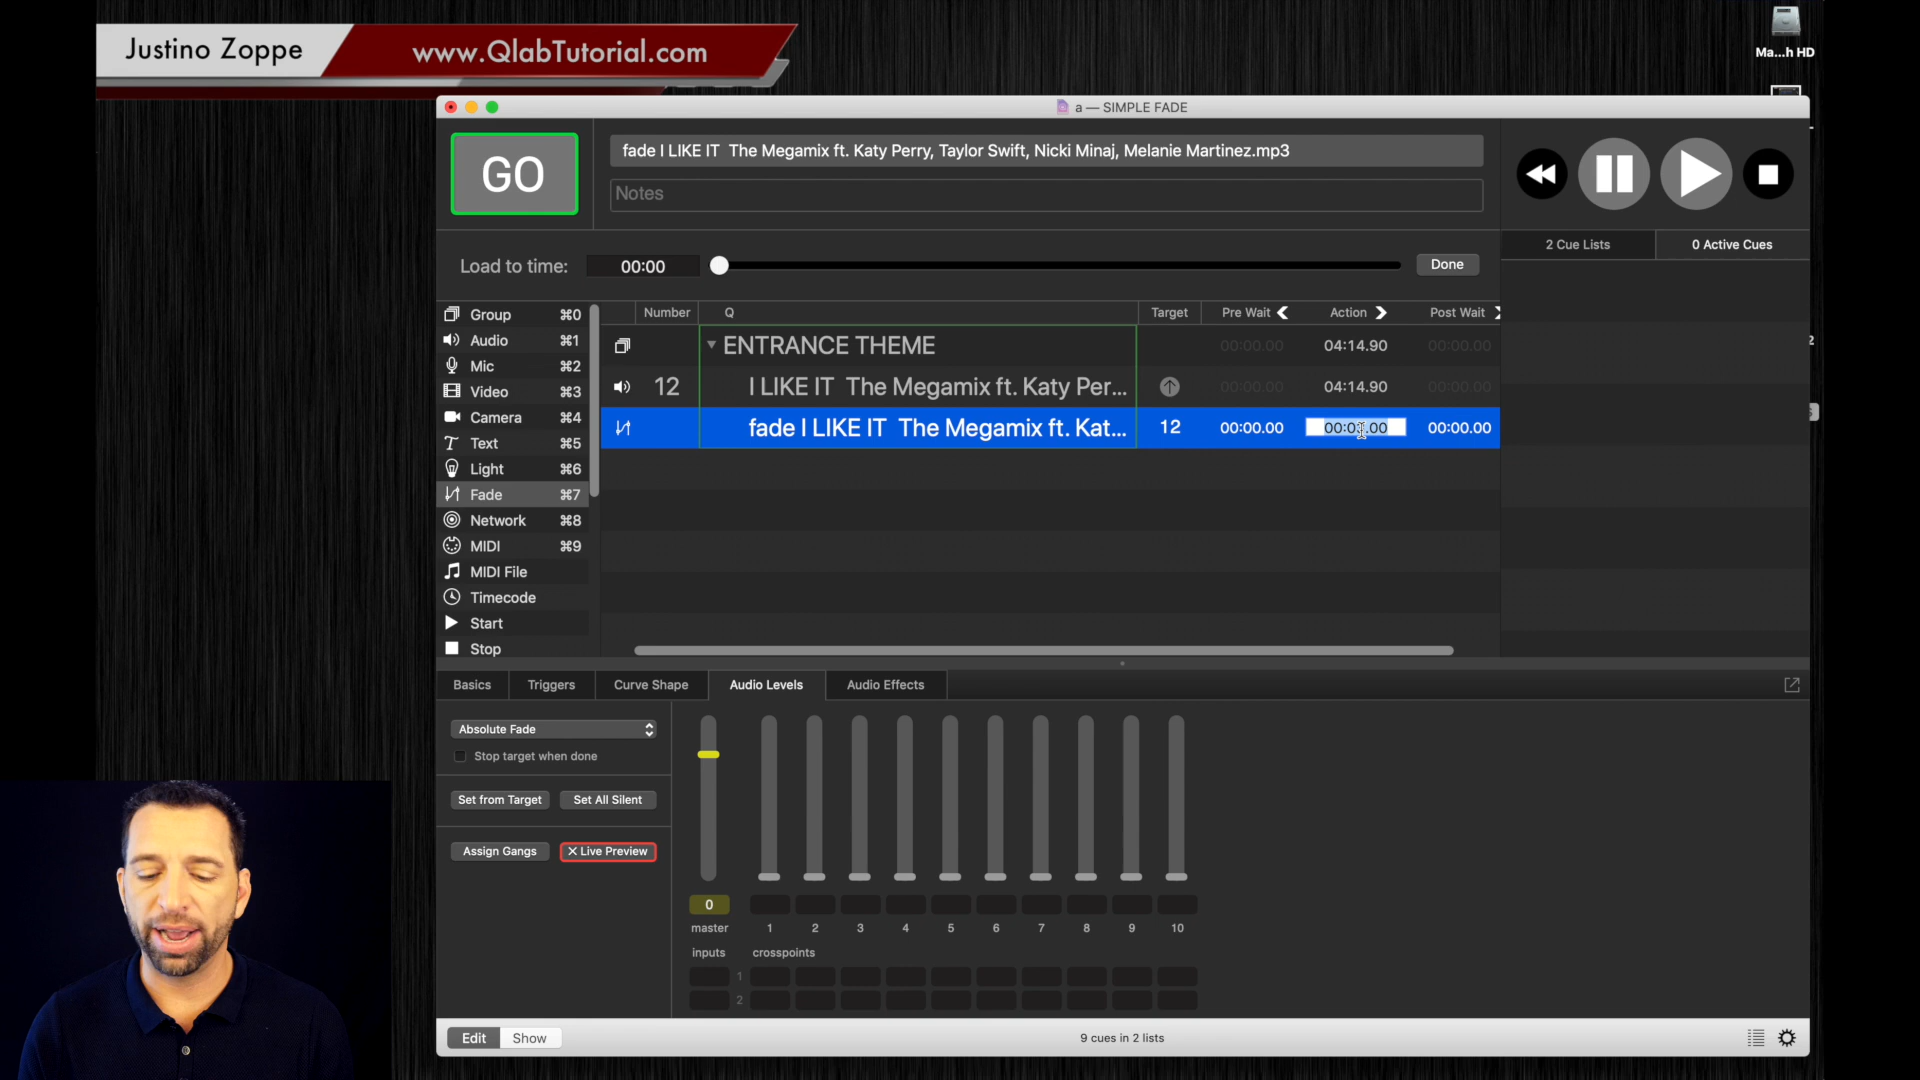 Justino Zoppe
www.QlabTutorial.com
Ma...h HD
a — SIMPLE FADE
GO
fade I LIKE IT  The Megamix ft. Katy Perry, Taylor Swift, Nicki Minaj, Melanie Martinez.mp3
Notes
2 Cue Lists
0 Active Cues
Load to time:
00:00
Done
Number
Q
Target
Pre Wait
Action
Post Wait
Group ⌘0
Audio ⌘1
Mic ⌘2
Video ⌘3
Camera ⌘4
Text ⌘5
Light ⌘6
Fade ⌘7
Network ⌘8
MIDI ⌘9
MIDI File
Timecode
Start
Stop
ENTRANCE THEME
00:00.00
04:14.90
00:00.00
12
I LIKE IT  The Megamix ft. Katy Per...
00:00.00
04:14.90
00:00.00
fade I LIKE IT  The Megamix ft. Kat...
12
00:00.00
00:00.00
Basics
Triggers
Curve Shape
Audio Levels
Audio Effects
Absolute Fade
Stop target when done
Set from Target
Set All Silent
Assign Gangs
✕ Live Preview
0
master
1 2 3 4 5 6 7 8 9 10
inputs
crosspoints
1
2
Edit
Show
9 cues in 2 lists